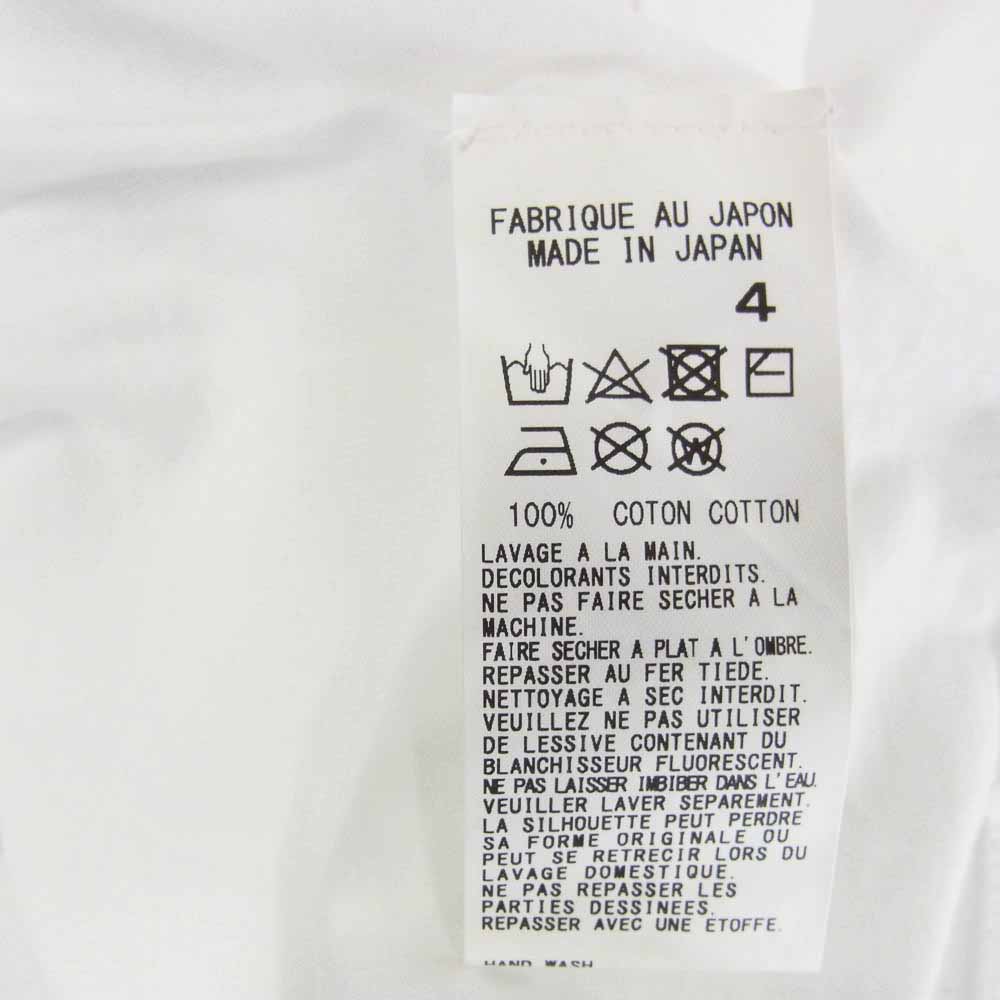 FABRIQUE AU JAPON
MADE IN JAPAN
4
W
100% COTON COTTON
LAVAGE A LA MAIN.
DECOLORANTS INTERDITS.
NE PAS FAIRE SECHER A LA
MACHINE.
FAIRE SECHER A PLAT A L'OMBRE.
REPASSER AU FER TIEDE.
NETTOYAGE A SEC INTERDIT.
VEUILLEZ NE PAS UTILISER
DE LESSIVE CONTENANT DU
BLANCHISSEUR FLUORESCENT.
NE PAS LAISSER IMBIBER DANS L'EAU.
VEUILLER LAVER SEPAREMENT.
LA SILHOUETTE PEUT PERDRE
SA FORME ORIGINALE OU
PEUT SE RETRECIR LORS DU
LAVAGE DOMESTIQUE.
NE PAS REPASSER LES
PARTIES DESSINEES.
REPASSER AVEC UNE ETOFFE.
HAND WASH